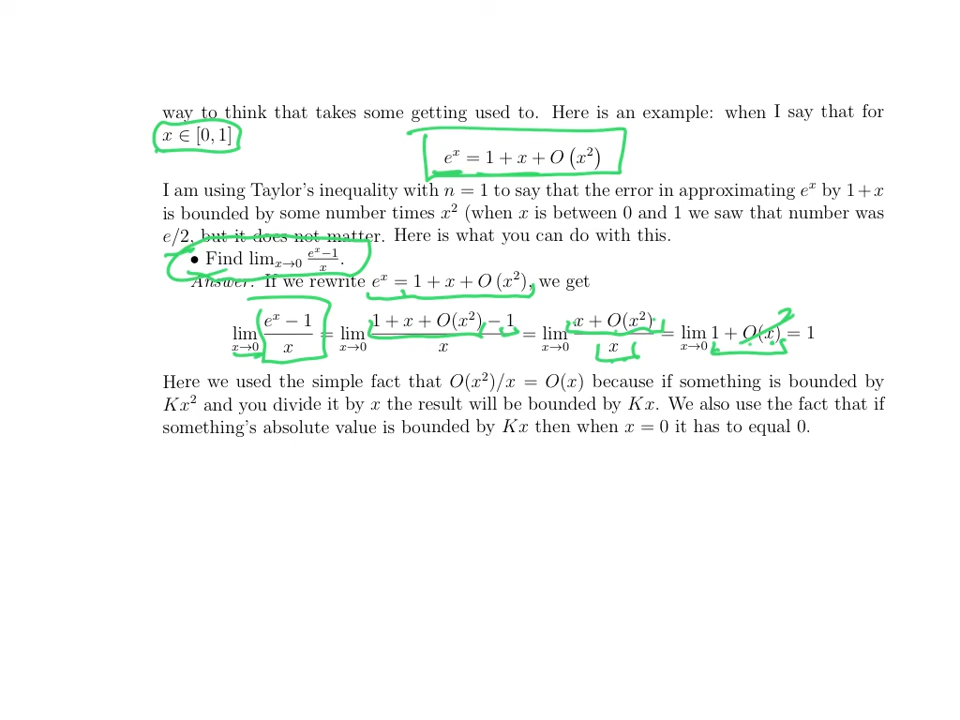 way to think that takes some getting used to. Here is an example: when I say that for
x ∈ [0, 1]
e^x = 1 + x + O (x^2)
I am using Taylor's inequality with n = 1 to say that the error in approximating e^x by 1 + x
is bounded by some number times x^2 (when x is between 0 and 1 we saw that number was
e/2, but it does not matter. Here is what you can do with this.
• Find lim_{x→0} \frac{e^x−1}{x}.
Answer. If we rewrite e^x = 1 + x + O (x^2), we get
lim_{x→0} \frac{e^x − 1}{x} = lim_{x→0} \frac{1 + x + O(x^2) − 1}{x} = lim_{x→0} \frac{x + O(x^2)}{x} = lim_{x→0} 1 + O(x) = 1
Here we used the simple fact that O(x^2)/x = O(x) because if something is bounded by
Kx^2 and you divide it by x the result will be bounded by Kx. We also use the fact that if
something's absolute value is bounded by Kx then when x = 0 it has to equal 0.